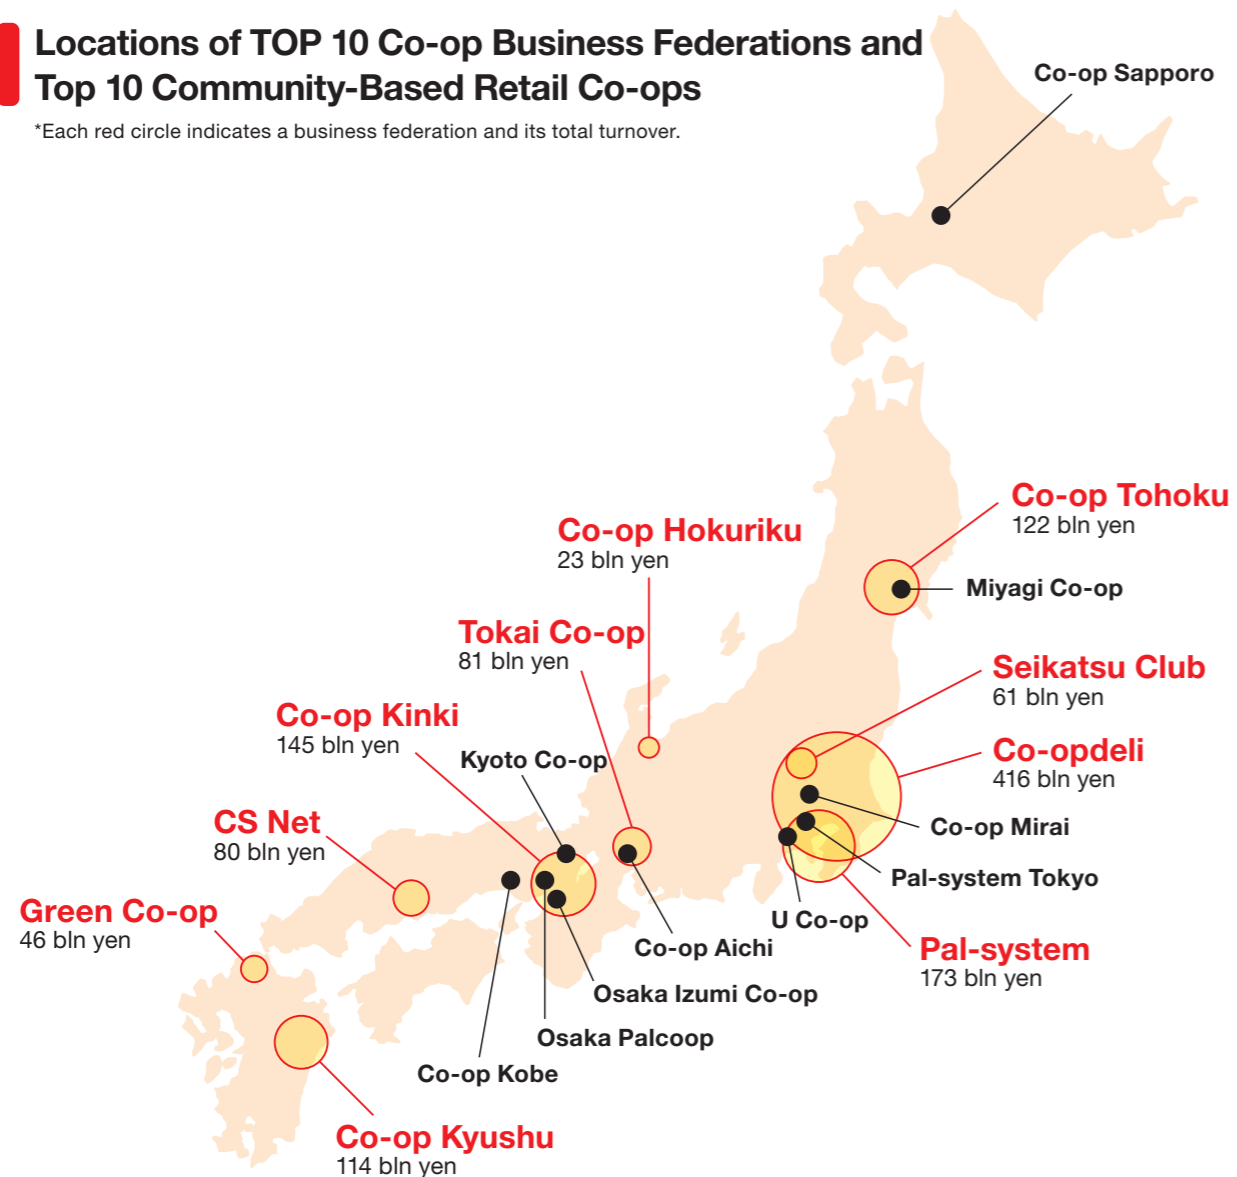 Locations of TOP 10 Co-op Business Federations and
Top 10 Community-Based Retail Co-ops
*Each red circle indicates a business federation and its total turnover.
Co-op Sapporo
Co-op Tohoku
122 bln yen
Miyagi Co-op
Co-op Hokuriku
23 bln yen
Tokai Co-op
81 bln yen
Seikatsu Club
61 bln yen
Co-op Kinki
145 bln yen
Kyoto Co-op
Co-opdeli
416 bln yen
CS Net
80 bln yen
Co-op Mirai
Pal-system Tokyo
Green Co-op
46 bln yen
U Co-op
Co-op Aichi
Pal-system
173 bln yen
Osaka Izumi Co-op
Osaka Palcoop
Co-op Kobe
Co-op Kyushu
114 bln yen